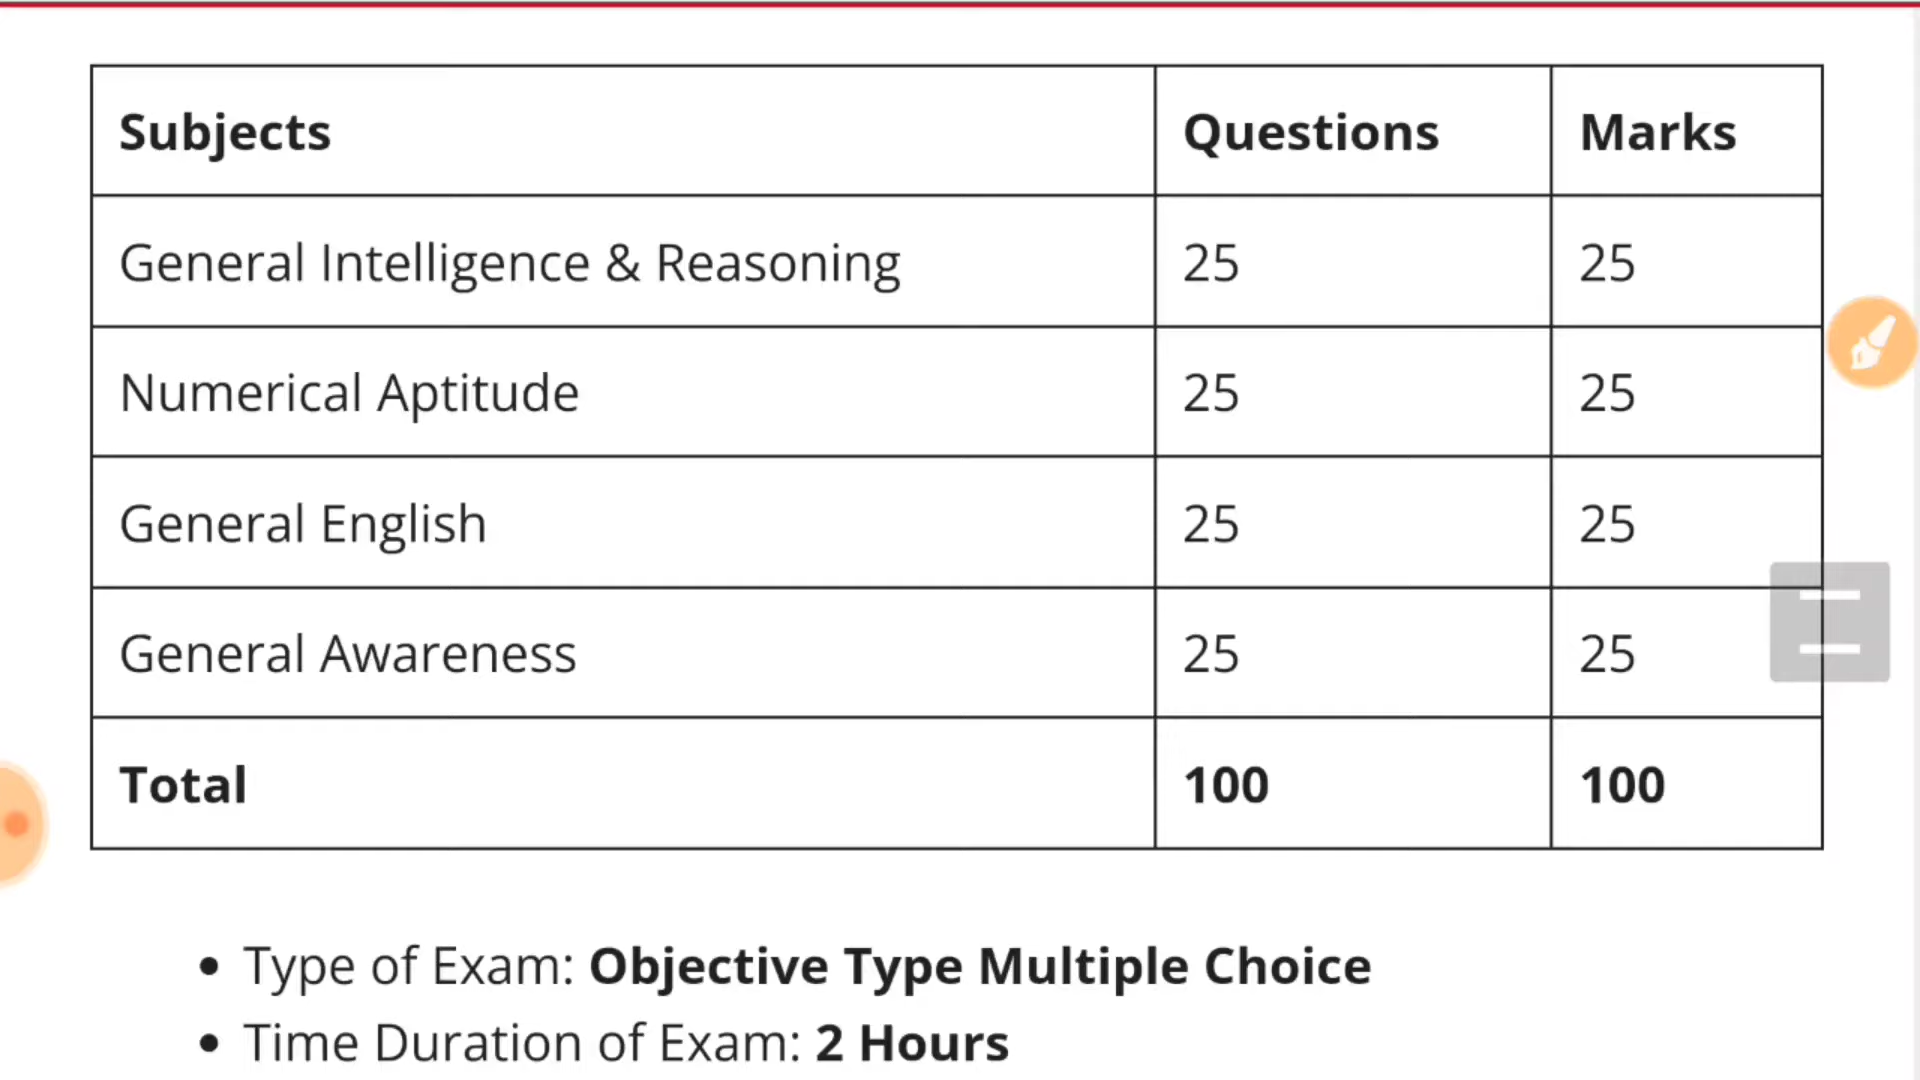 Subjects Questions Marks
General Intelligence & Reasoning 25 25
Numerical Aptitude 25 25
General English 25 25
General Awareness 25 25
Total 100 100
• Type of Exam: Objective Type Multiple Choice
• Time Duration of Exam: 2 Hours